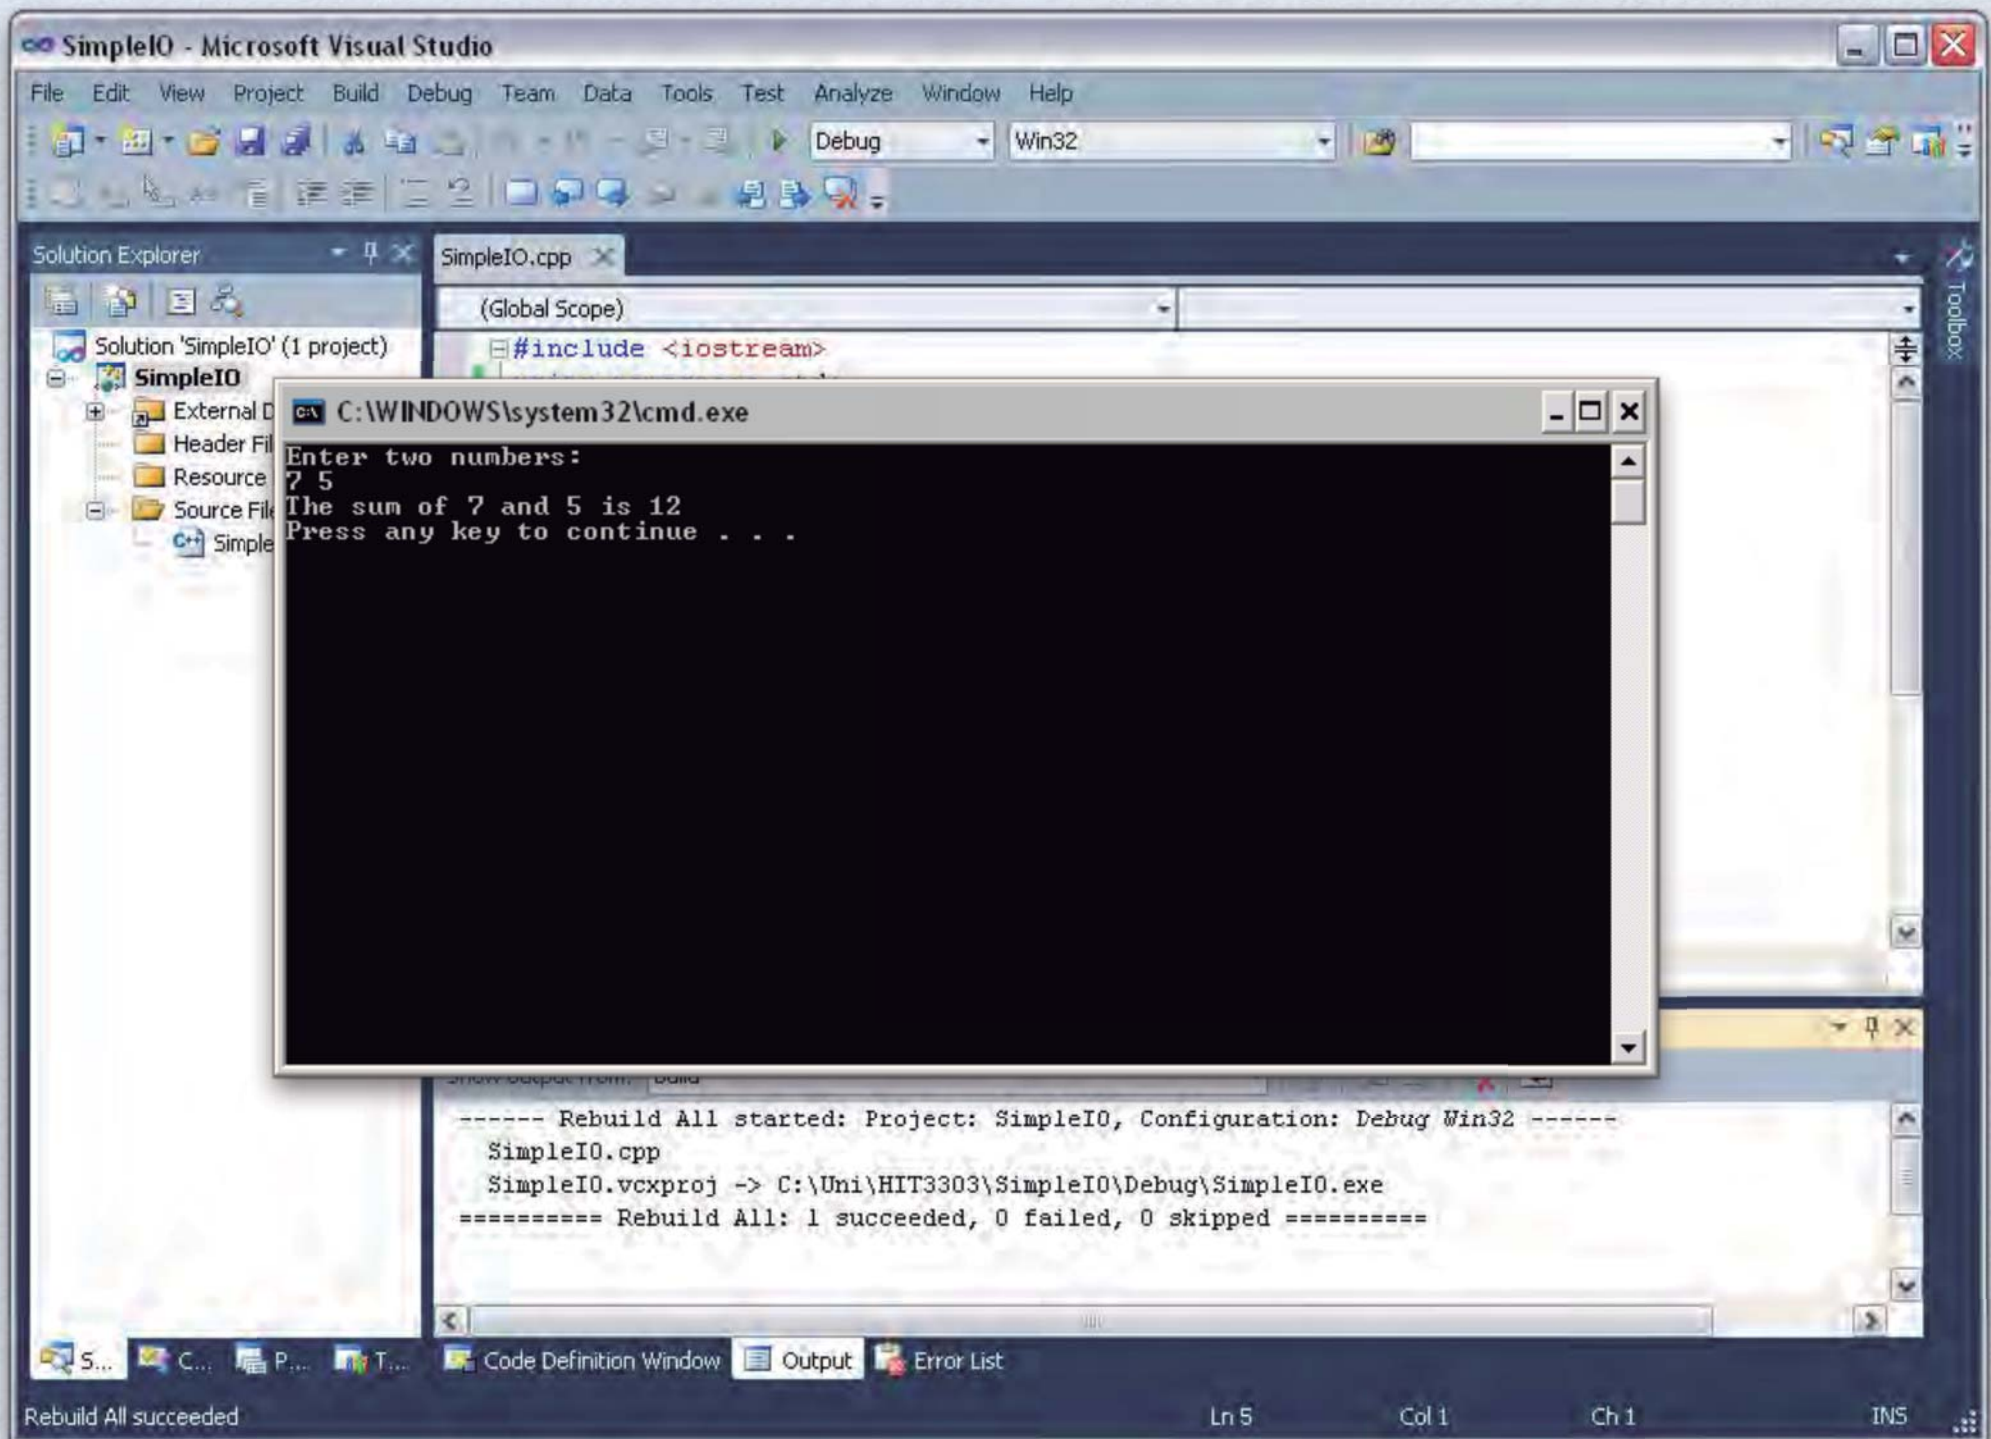 SimpleIO - Microsoft Visual Studio
File Edit View Project Build Debug Team Data Tools Test Analyze Window Help
Debug Win32
Solution Explorer
SimpleIO.cpp
Toolbox
(Global Scope)
Solution 'SimpleIO' (1 project)
#include <iostream>
SimpleIO
External D
Header Fil
Resource
Source File
Simple
C:\WINDOWS\system32\cmd.exe
Enter two numbers:
7 5
The sum of 7 and 5 is 12
Press any key to continue . . .
------ Rebuild All started: Project: SimpleIO, Configuration: Debug Win32 ------
SimpleIO.cpp
SimpleIO.vcxproj -> C:\Uni\HIT3303\SimpleIO\Debug\SimpleIO.exe
========== Rebuild All: 1 succeeded, 0 failed, 0 skipped ==========
S... C... P... T... Code Definition Window Output Error List
Rebuild All succeeded Ln 5 Col 1 Ch 1 INS